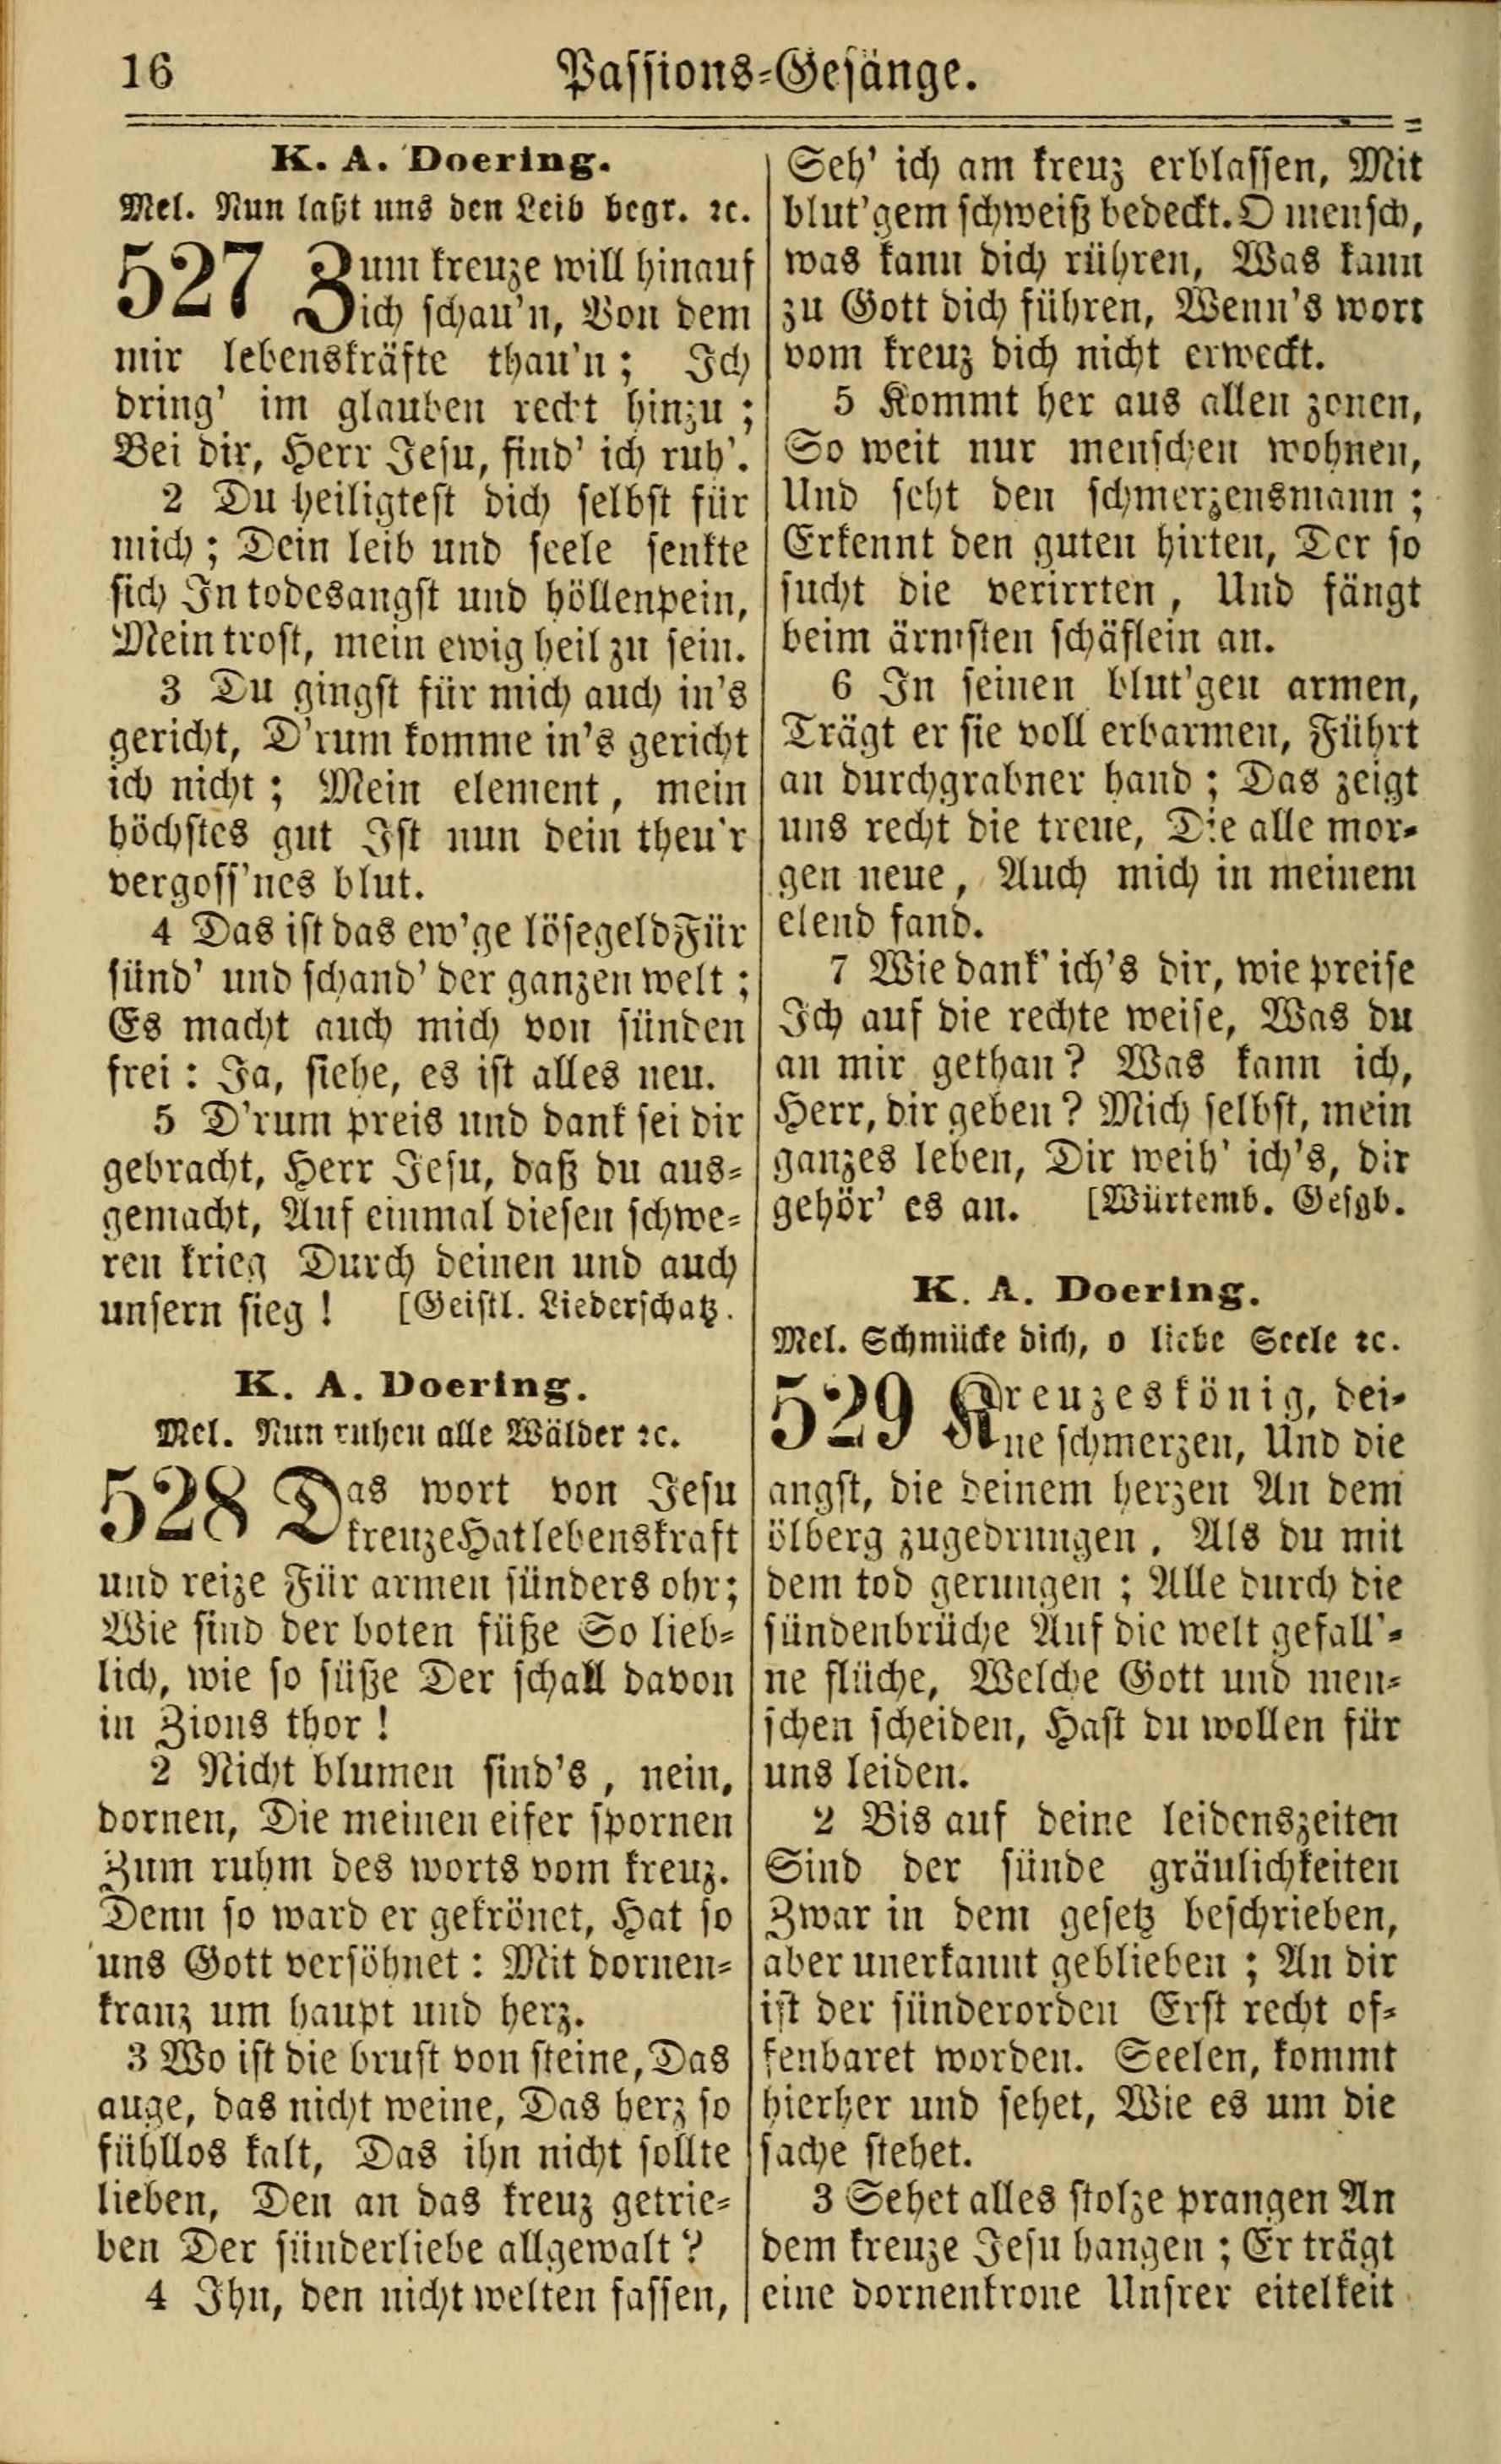 16
Passions=Gesänge.
K. A. Doering.
Mel. Nun laßt uns den Leib begr. ꝛc.
527 Zum kreuze will hinauf
ich schau'n, Von dem
mir lebenskräfte thau'n; Ich
dring' im glauben recht hinzu;
Bei dir, Herr Jesu, find' ich ruh'.
2 Du heiligtest dich selbst für
mich; Dein leib und seele senkte
sich In todesangst und höllenpein,
Mein trost, mein ewig heil zu sein.
3 Du gingst für mich auch in's
gericht, D'rum komme in's gericht
ich nicht; Mein element, mein
höchstes gut Ist nun dein theu'r
vergoss'nes blut.
4 Das ist das ew'ge lösegeld Für
sünd' und schand' der ganzen welt;
Es macht auch mich von sünden
frei: Ja, siehe, es ist alles neu.
5 D'rum preis und dank sei dir
gebracht, Herr Jesu, daß du aus=
gemacht, Auf einmal diesen schwe=
ren krieg Durch deinen und auch
unsern sieg! [Geistl. Liederschatz.
K. A. Doering.
Mel. Nun ruhen alle Wälder ꝛc.
528 Das wort von Jesu
kreuze Hat lebenskraft
und reize Für armen sünders ohr;
Wie sind der boten füße So lieb=
lich, wie so süße Der schall davon
in Zions thor!
2 Nicht blumen sind's, nein,
dornen, Die meinen eifer spornen
Zum ruhm des worts vom kreuz.
Denn so ward er gekrönet, Hat so
uns Gott versöhnet: Mit dornen=
kranz um haupt und herz.
3 Wo ist die brust von steine, Das
auge, das nicht weine, Das herz so
fühllos kalt, Das ihn nicht sollte
lieben, Den an das kreuz getrie=
ben Der sünderliebe allgewalt?
4 Ihn, den nicht welten fassen,
Seh' ich am kreuz erblassen, Mit
blut'gem schweiß bedeckt. O mensch,
was kann dich rühren, Was kann
zu Gott dich führen, Wenn's wort
vom kreuz dich nicht erweckt.
5 Kommt her aus allen zonen,
So weit nur menschen wohnen,
Und seht den schmerzensmann;
Erkennt den guten hirten, Der so
sucht die verirrten, Und fängt
beim ärmsten schäflein an.
6 In seinen blut'gen armen,
Trägt er sie voll erbarmen, Führt
an durchgrabner hand; Das zeigt
uns recht die treue, Die alle mor=
gen neue, Auch mich in meinem
elend fand.
7 Wie dank' ich's dir, wie preise
Ich auf die rechte weise, Was du
an mir gethan? Was kann ich,
Herr, dir geben? Mich selbst, mein
ganzes leben, Dir weih' ich's, dir
gehör' es an. [Würtemb. Gesgb.
K. A. Doering.
Mel. Schmücke dich, o liebe Seele ꝛc.
529 Kreuzeskönig, dei=
ne schmerzen, Und die
angst, die deinem herzen An dem
ölberg zugedrungen, Als du mit
dem tod gerungen; Alle durch die
sündenbrüche Auf die welt gefall'=
ne flüche, Welche Gott und men=
schen scheiden, Hast du wollen für
uns leiden.
2 Bis auf deine leidenszeiten
Sind der sünde gräulichkeiten
Zwar in dem gesetz beschrieben,
aber unerkannt geblieben; An dir
ist der sünderorden Erst recht of=
fenbaret worden. Seelen, kommt
hierher und sehet, Wie es um die
sache stehet.
3 Sehet alles stolze prangen An
dem kreuze Jesu hangen; Er trägt
eine dornenkrone Unsrer eitelkeit